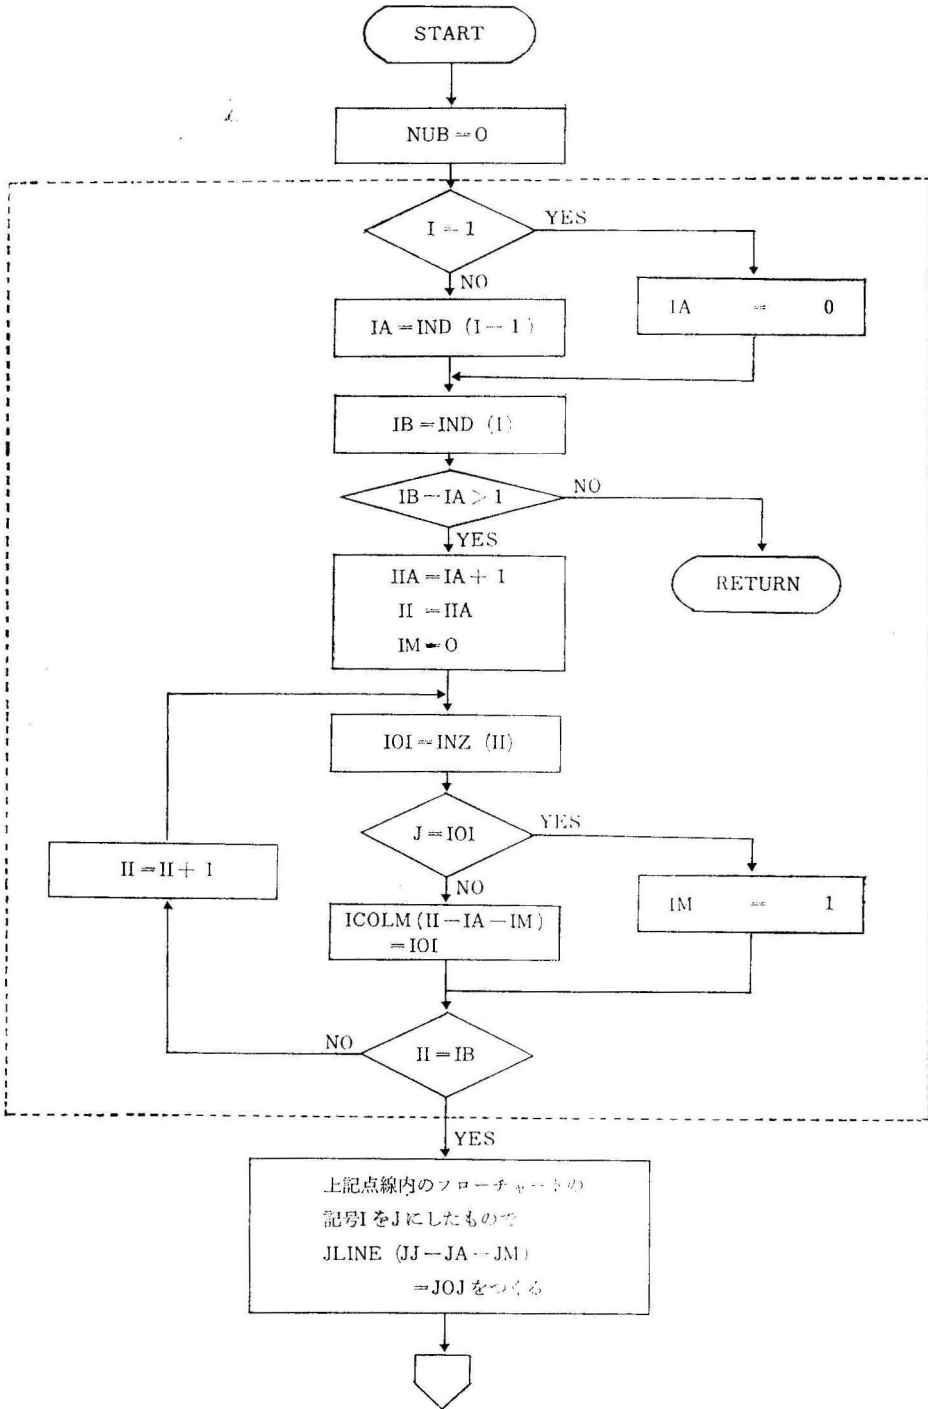 START
NUB=0
I-1
YES
NO
IA = 0
IA=IND (I-1)
IB=IND (I)
IB-IA>1
NO
YES
IIA=IA+1
II =IIA
IM=0
RETURN
IOI=INZ (II)
J=IOI
YES
II=II+1
NO
IM = 1
ICOLM(II-IA-IM)
=IOI
NO
II=IB
YES
上記点線内のフローチャートの
記号IをJにしたもので
JLINE (JJ-JA-JM)
=JOJをつくる